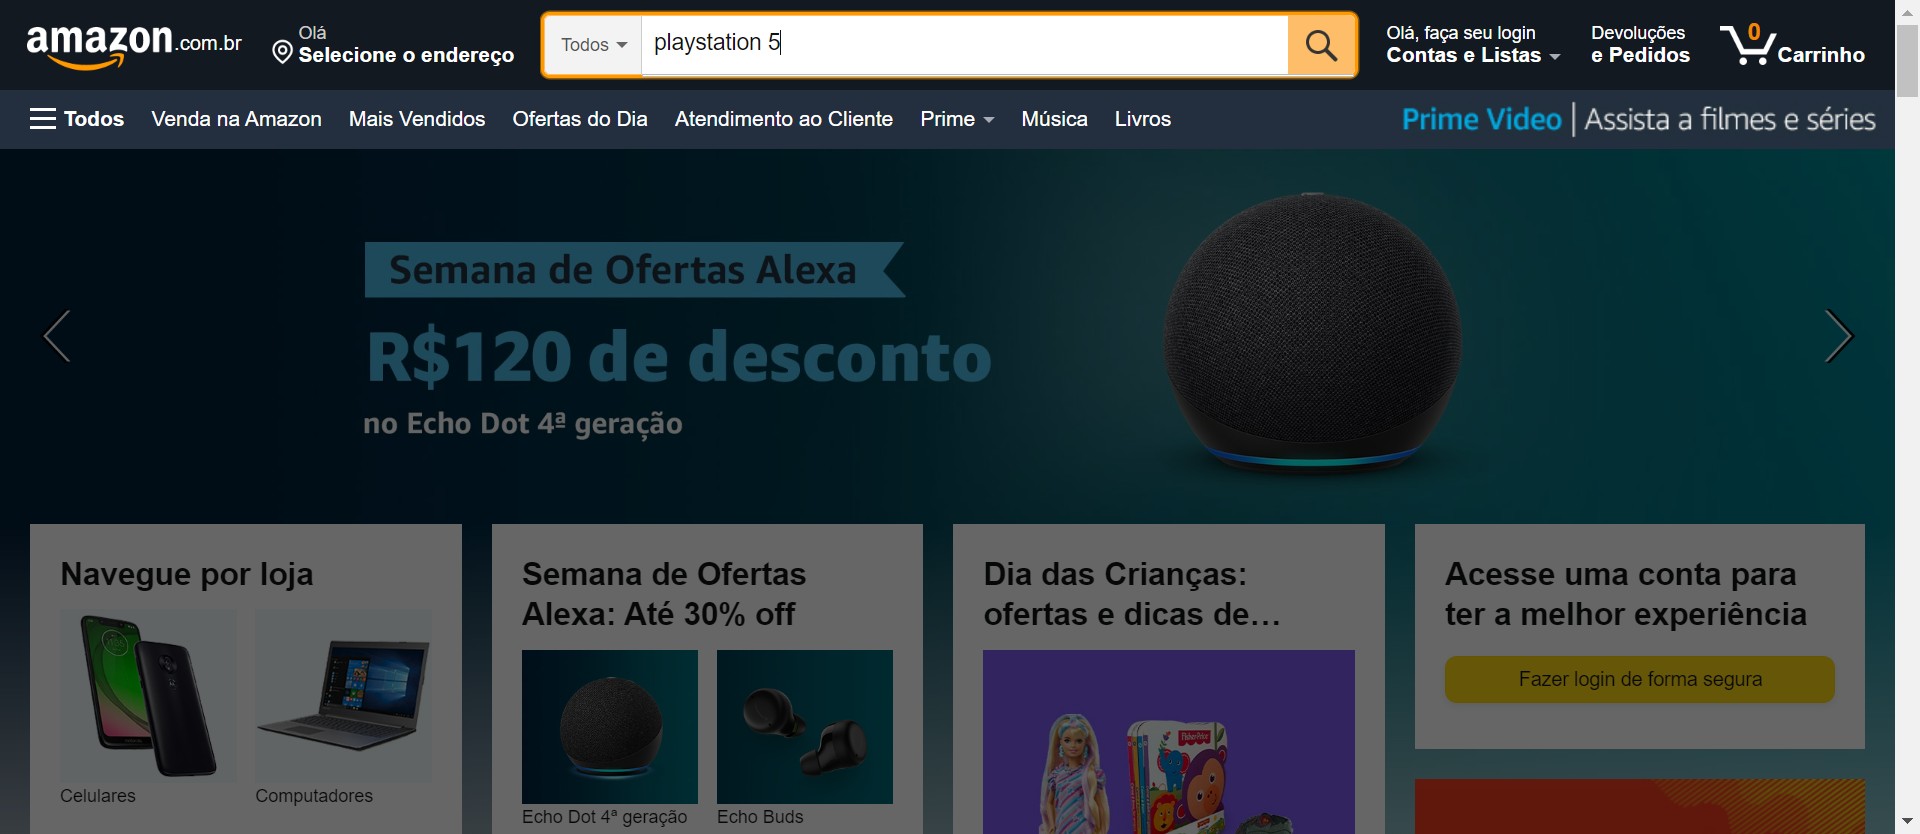 amazon.com.br
Olá
Selecione o endereço
Todos
playstation 5
Olá, faça seu login
Contas e Listas
Devoluções
e Pedidos
0
Carrinho
Todos
Venda na Amazon
Mais Vendidos
Ofertas do Dia
Atendimento ao Cliente
Prime
Música
Livros
Prime Video | Assista a filmes e séries
Semana de Ofertas Alexa
R$120 de desconto
no Echo Dot 4ª geração
Navegue por loja
Celulares
Computadores
Semana de Ofertas
Alexa: Até 30% off
Echo Dot 4ª geração
Echo Buds
Dia das Crianças:
ofertas e dicas de...
Fisher-Price
Acesse uma conta para
ter a melhor experiência
Fazer login de forma segura